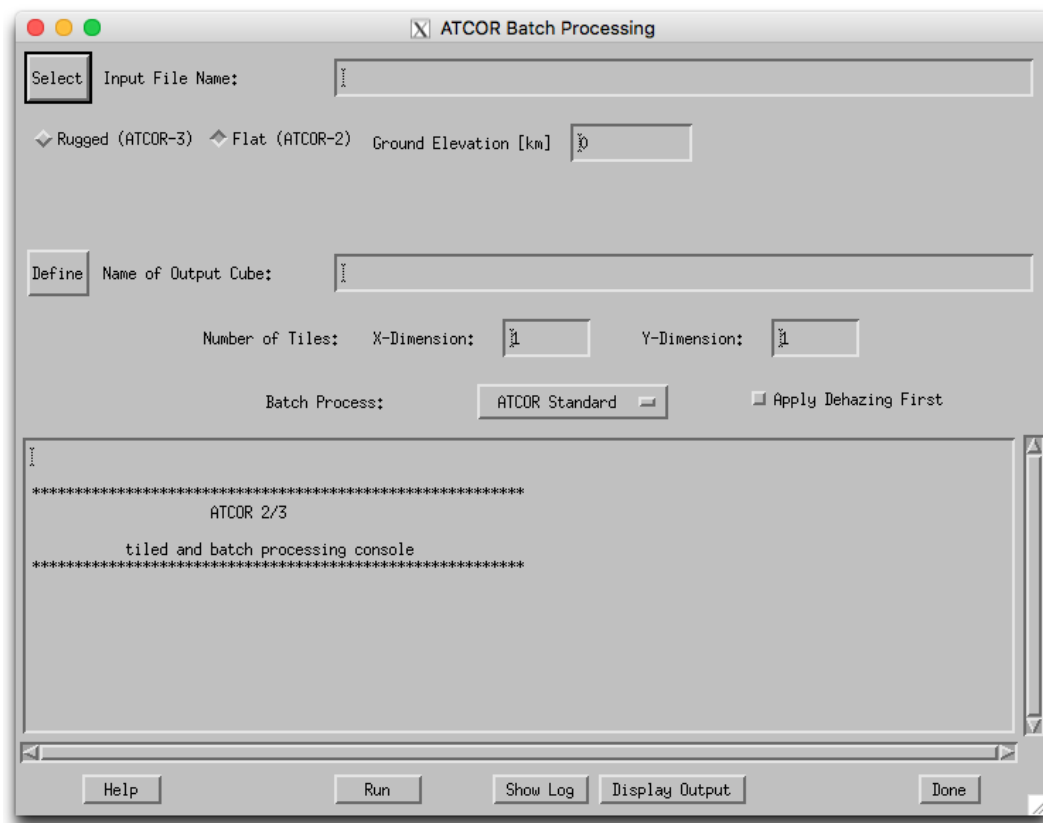 X ATCOR Batch Processing
Select Input File Name:
Rugged (ATCOR-3) Flat (ATCOR-2) Ground Elevation [km] 0
Define Name of Output Cube:
Number of Tiles: X-Dimension: 1 Y-Dimension: 1
Batch Process: ATCOR Standard Apply Dehazing First
**********************************************************
ATCOR 2/3
tiled and batch processing console
**********************************************************
Help Run Show Log Display Output Done